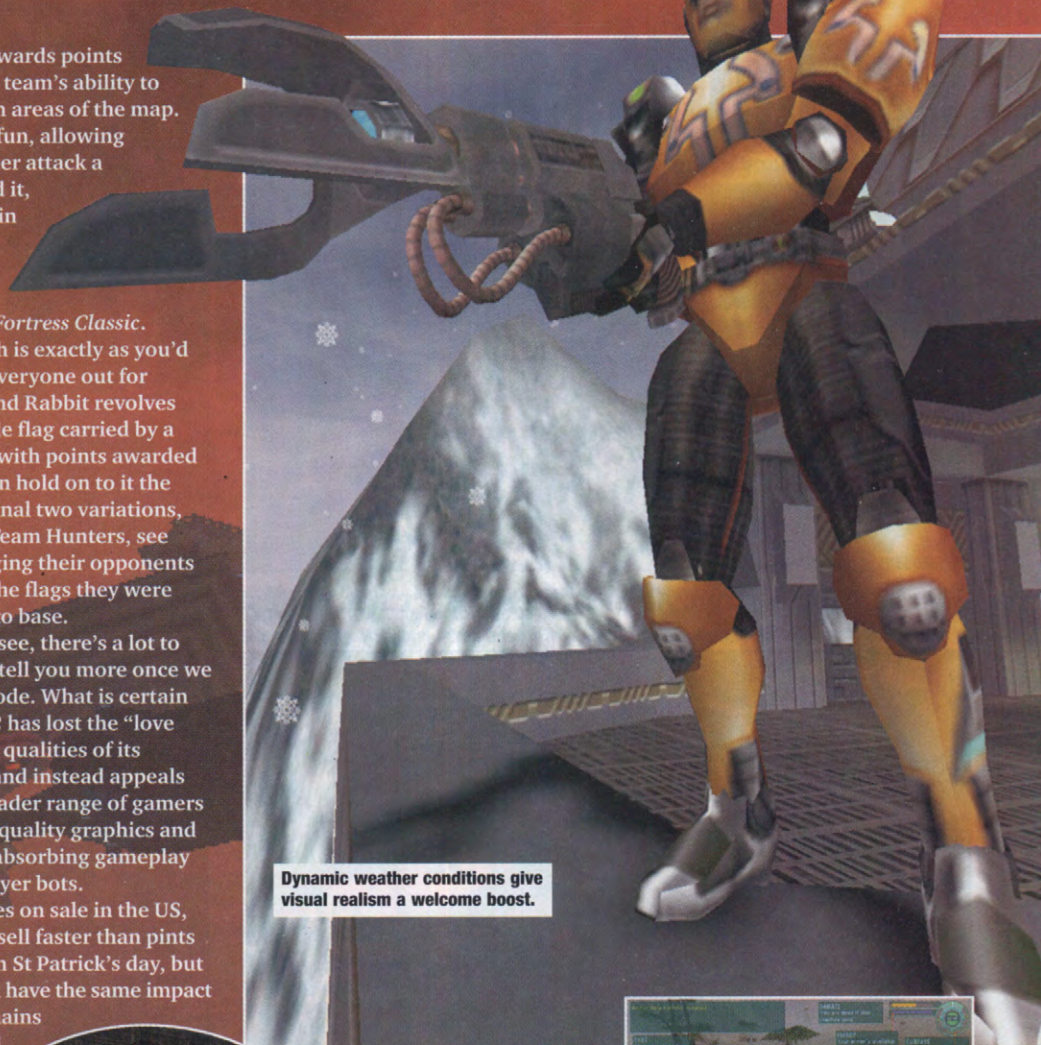 wards points
team's ability to
areas of the map.
fun, allowing
er attack a
d it,
in
Fortress Classic.
h is exactly as you'd
veryone out for
nd Rabbit revolves
le flag carried by a
with points awarded
n hold on to it the
nal two variations,
Team Hunters, see
ging their opponents
he flags they were
o base.
see, there's a lot to
tell you more once we
ode. What is certain
has lost the "love
qualities of its
and instead appeals
ader range of gamers
quality graphics and
absorbing gameplay
yer bots.
es on sale in the US,
sell faster than pints
n St Patrick's day, but
have the same impact
ains
Dynamic weather conditions give
visual realism a welcome boost.